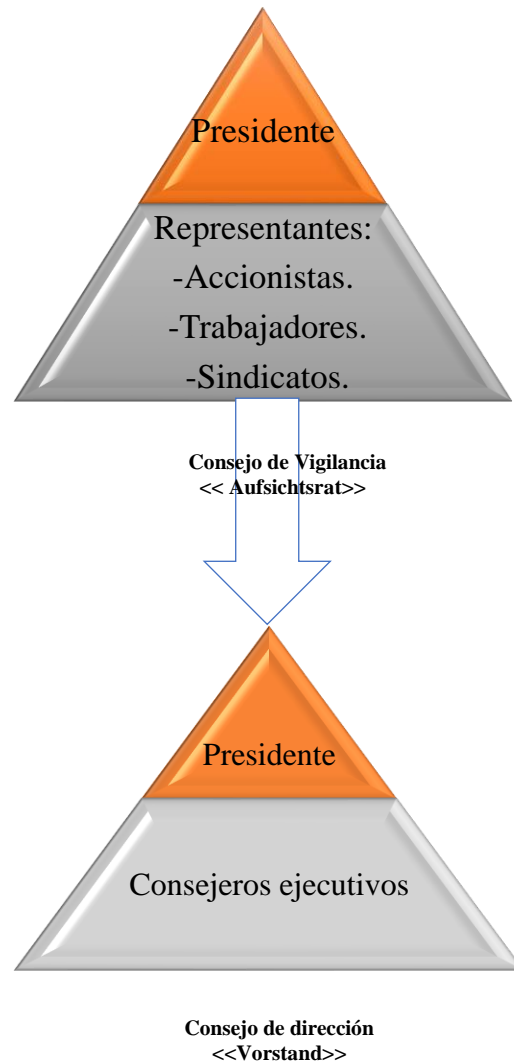 Presidente
Representantes:
-Accionistas.
-Trabajadores.
-Sindicatos.
Consejo de Vigilancia
<< Aufsichtsrat>>
Presidente
Consejeros ejecutivos
Consejo de dirección
<<Vorstand>>